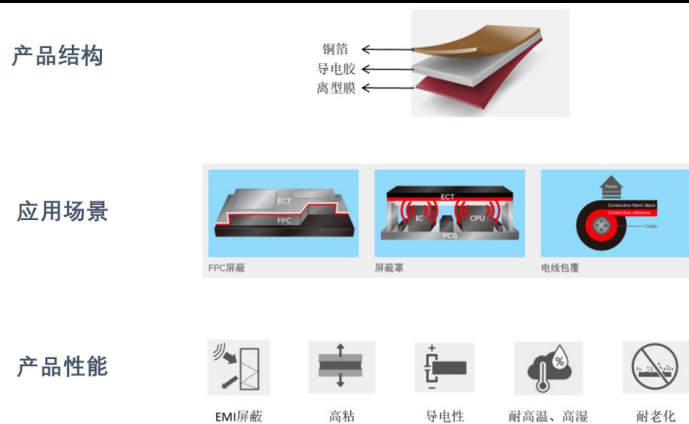 产品结构
铜箔
导电胶
离型膜
应用场景
ECT
FPC
FPC屏蔽
ECT
IC
CPU
PCB
屏蔽罩
Force
Conductive fabric black
Conductive adhesive
Cable
电线包覆
产品性能
%
EMI屏蔽
高粘
导电性
耐高温、高湿
耐老化